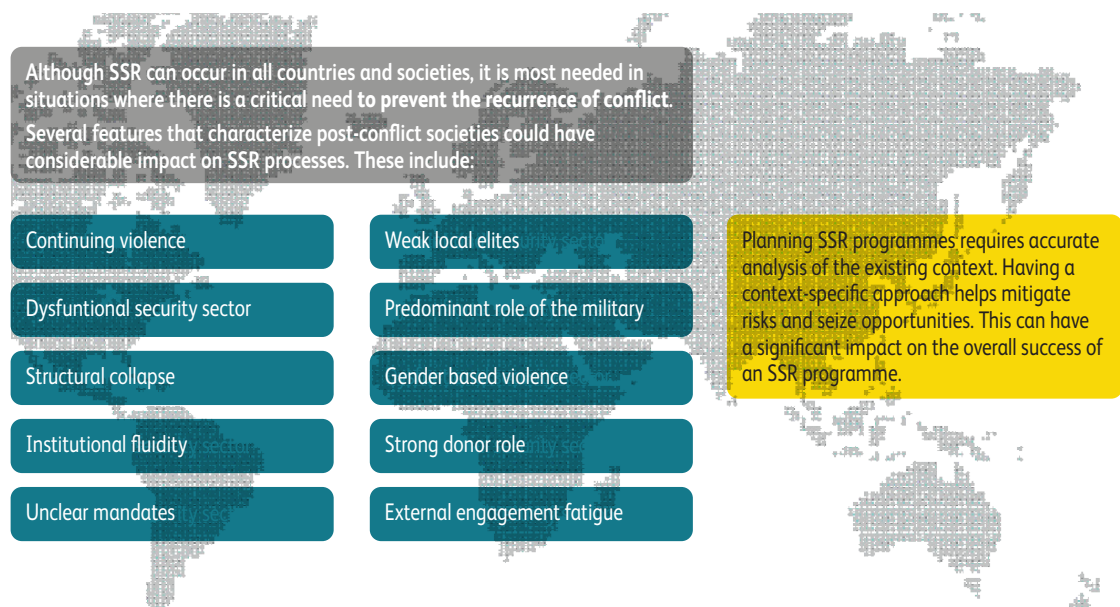 Although SSR can occur in all countries and societies, it is most needed in
situations where there is a critical need to prevent the recurrence of conflict.
Several features that characterize post-conflict societies could have
considerable impact on SSR processes. These include:
Continuing violence
Dysfuntional security sector
Structural collapse
Institutional fluidity
Unclear mandates
Weak local elites
Predominant role of the military
Gender based violence
Strong donor role
External engagement fatigue
Planning SSR programmes requires accurate
analysis of the existing context. Having a
context-specific approach helps mitigate
risks and seize opportunities. This can have
a significant impact on the overall success of
an SSR programme.